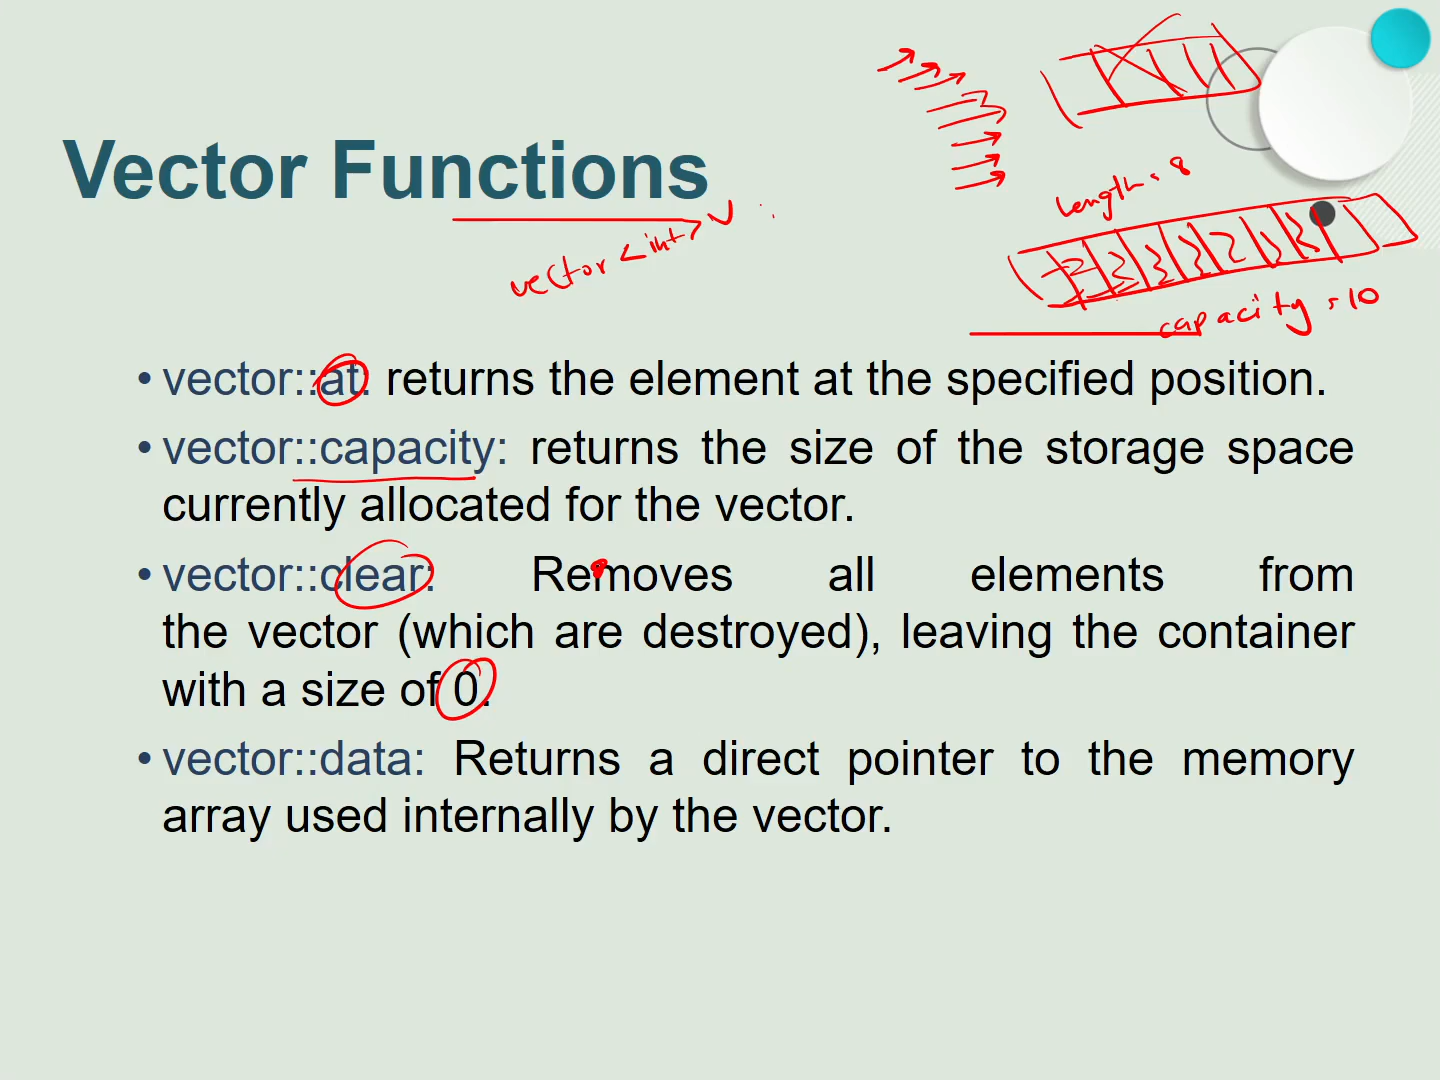 Vector Functions
vector <int> v
length = 8
capacity = 10
• vector::at: returns the element at the specified position.
• vector::capacity: returns the size of the storage space
currently allocated for the vector.
• vector::clear: Removes all elements from
the vector (which are destroyed), leaving the container
with a size of 0.
• vector::data: Returns a direct pointer to the memory
array used internally by the vector.